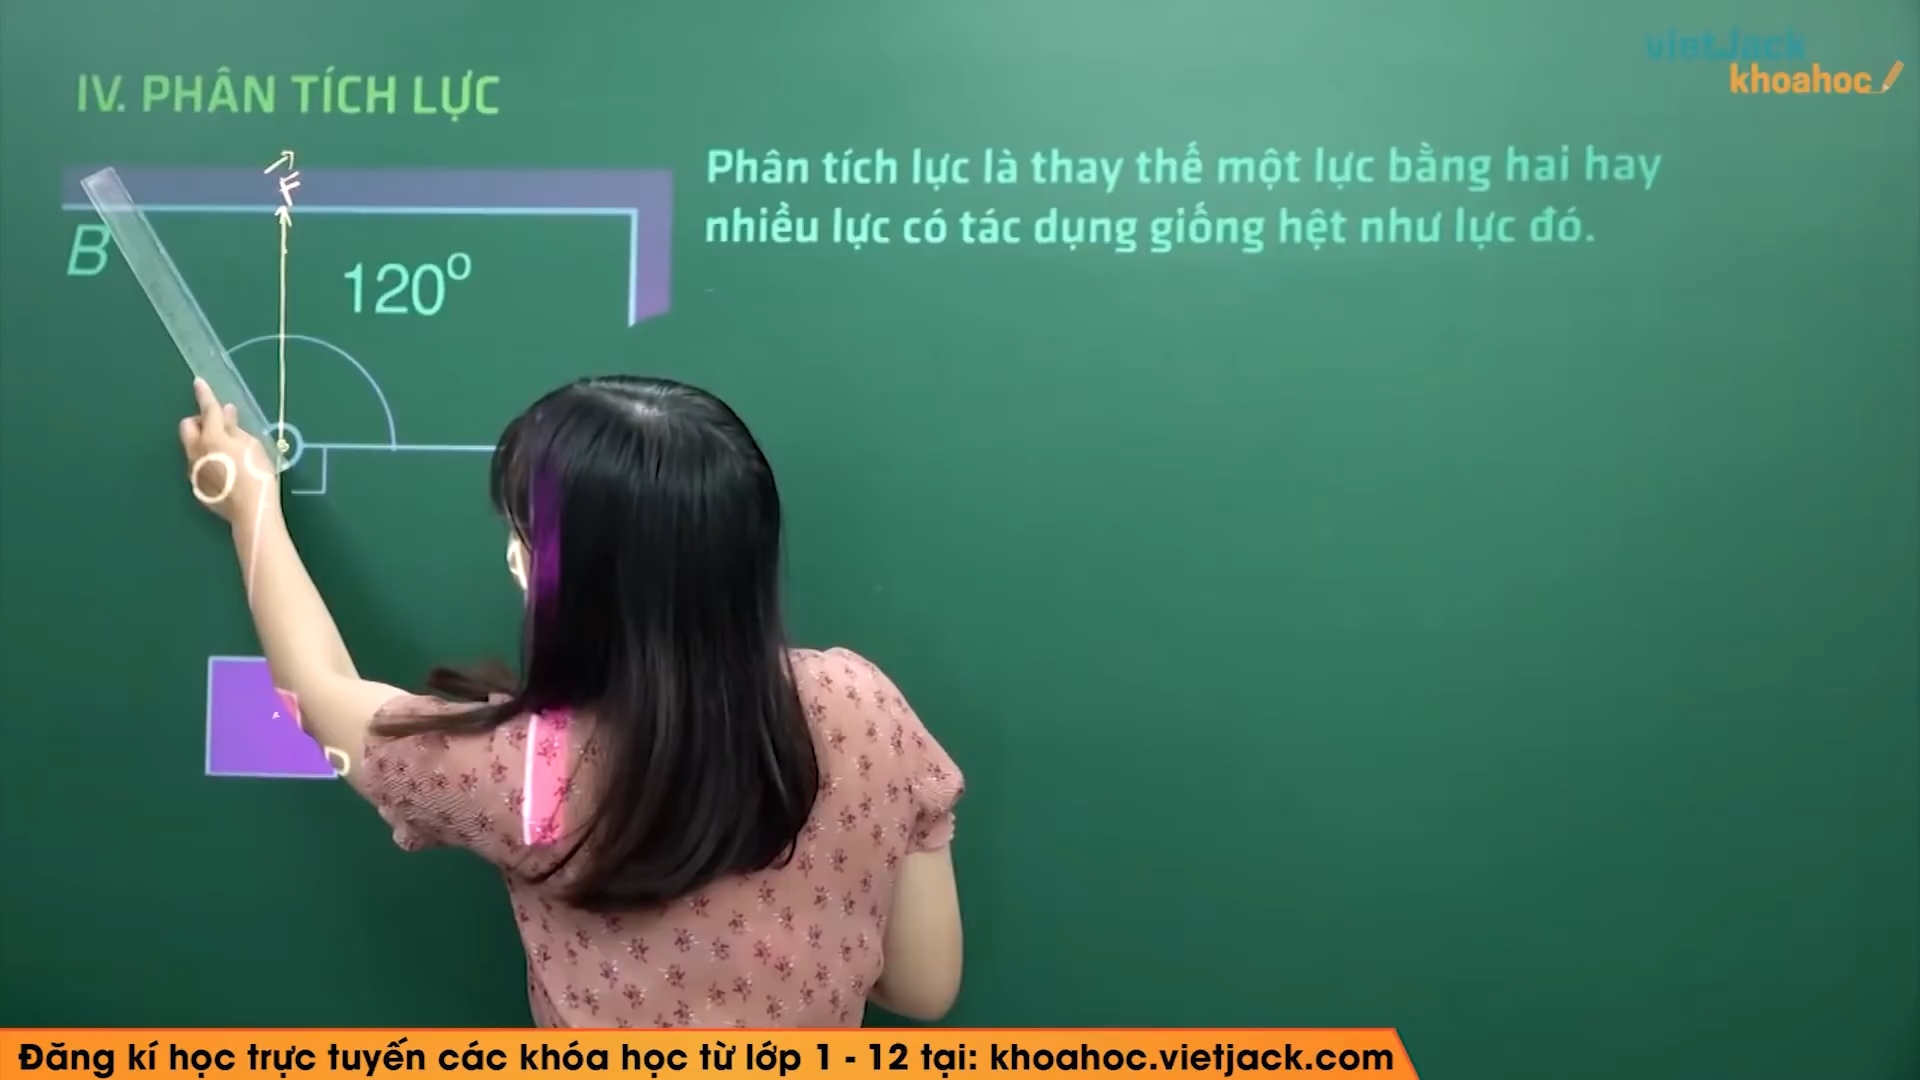 vietJack
khoahoc
IV. PHÂN TÍCH LỰC
Phân tích lực là thay thế một lực bằng hai hay
nhiều lực có tác dụng giống hệt như lực đó.
F
B
120⁰
O
Đăng kí học trực tuyến các khóa học từ lớp 1 - 12 tại: khoahoc.vietjack.com